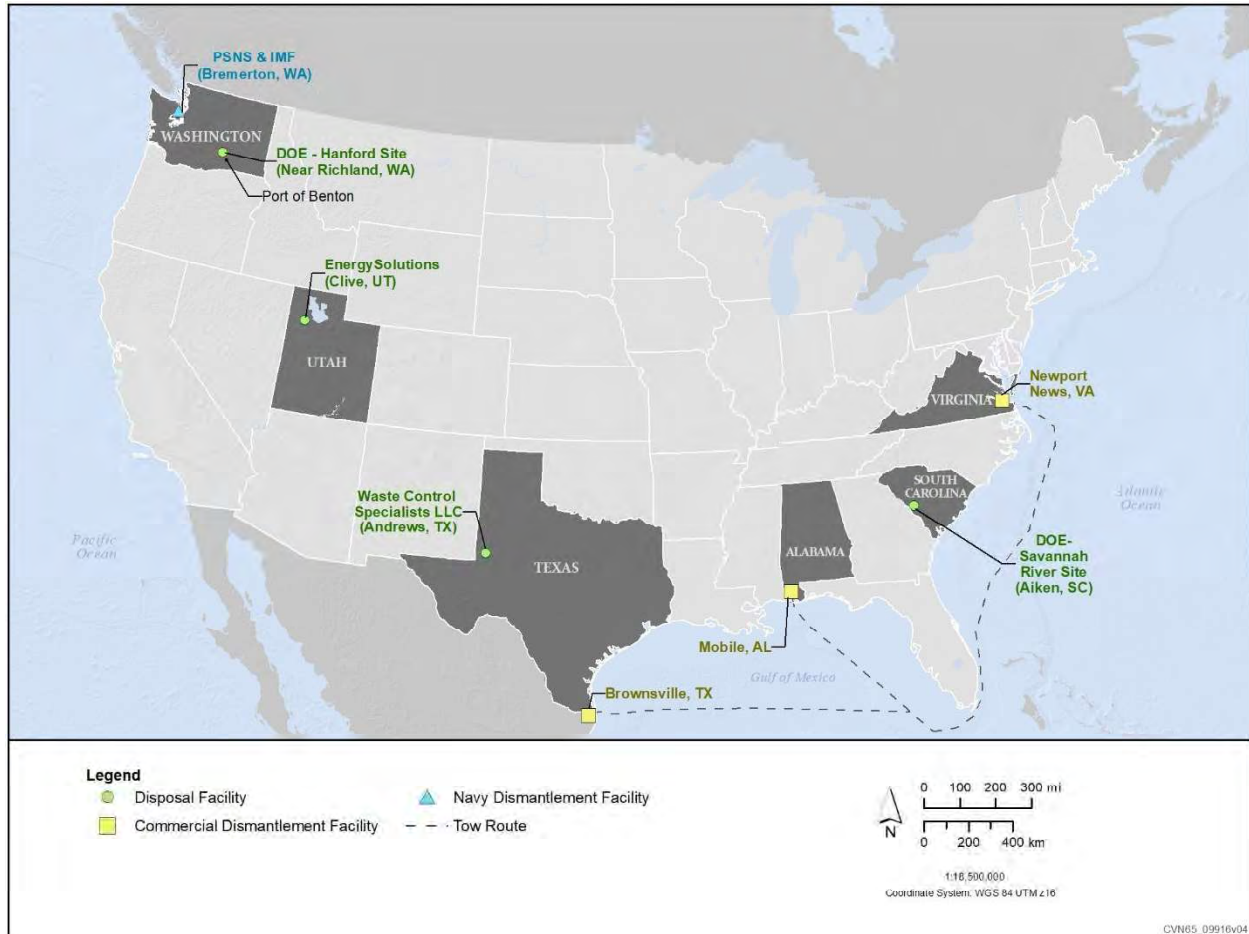 PSNS & IMF
(Bremerton, WA)
WASHINGTON
DOE - Hanford Site
(Near Richland, WA)
Port of Benton
EnergySolutions
(Clive, UT)
UTAH
Newport
News, VA
VIRGINIA
SOUTH
CAROLINA
Atlantic
Ocean
Waste Control
Specialists LLC
(Andrews, TX)
Pacific
Ocean
TEXAS
ALABAMA
DOE-
Savannah
River Site
(Aiken, SC)
Mobile, AL
Gulf of Mexico
Brownsville, TX
Legend
Disposal Facility
Navy Dismantlement Facility
Commercial Dismantlement Facility
Tow Route
N
0 100 200 300 mi
0 200 400 km
1:18,500,000
Coordinate System: WGS 84 UTM z16
CVN65_09916v04